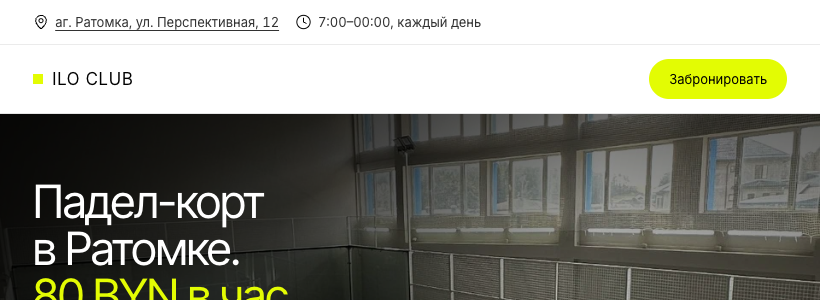 аг. Ратомка, ул. Перспективная, 12
7:00–00:00, каждый день
ILO CLUB
Забронировать
Падел-корт
в Ратомке.
80 BYN в час